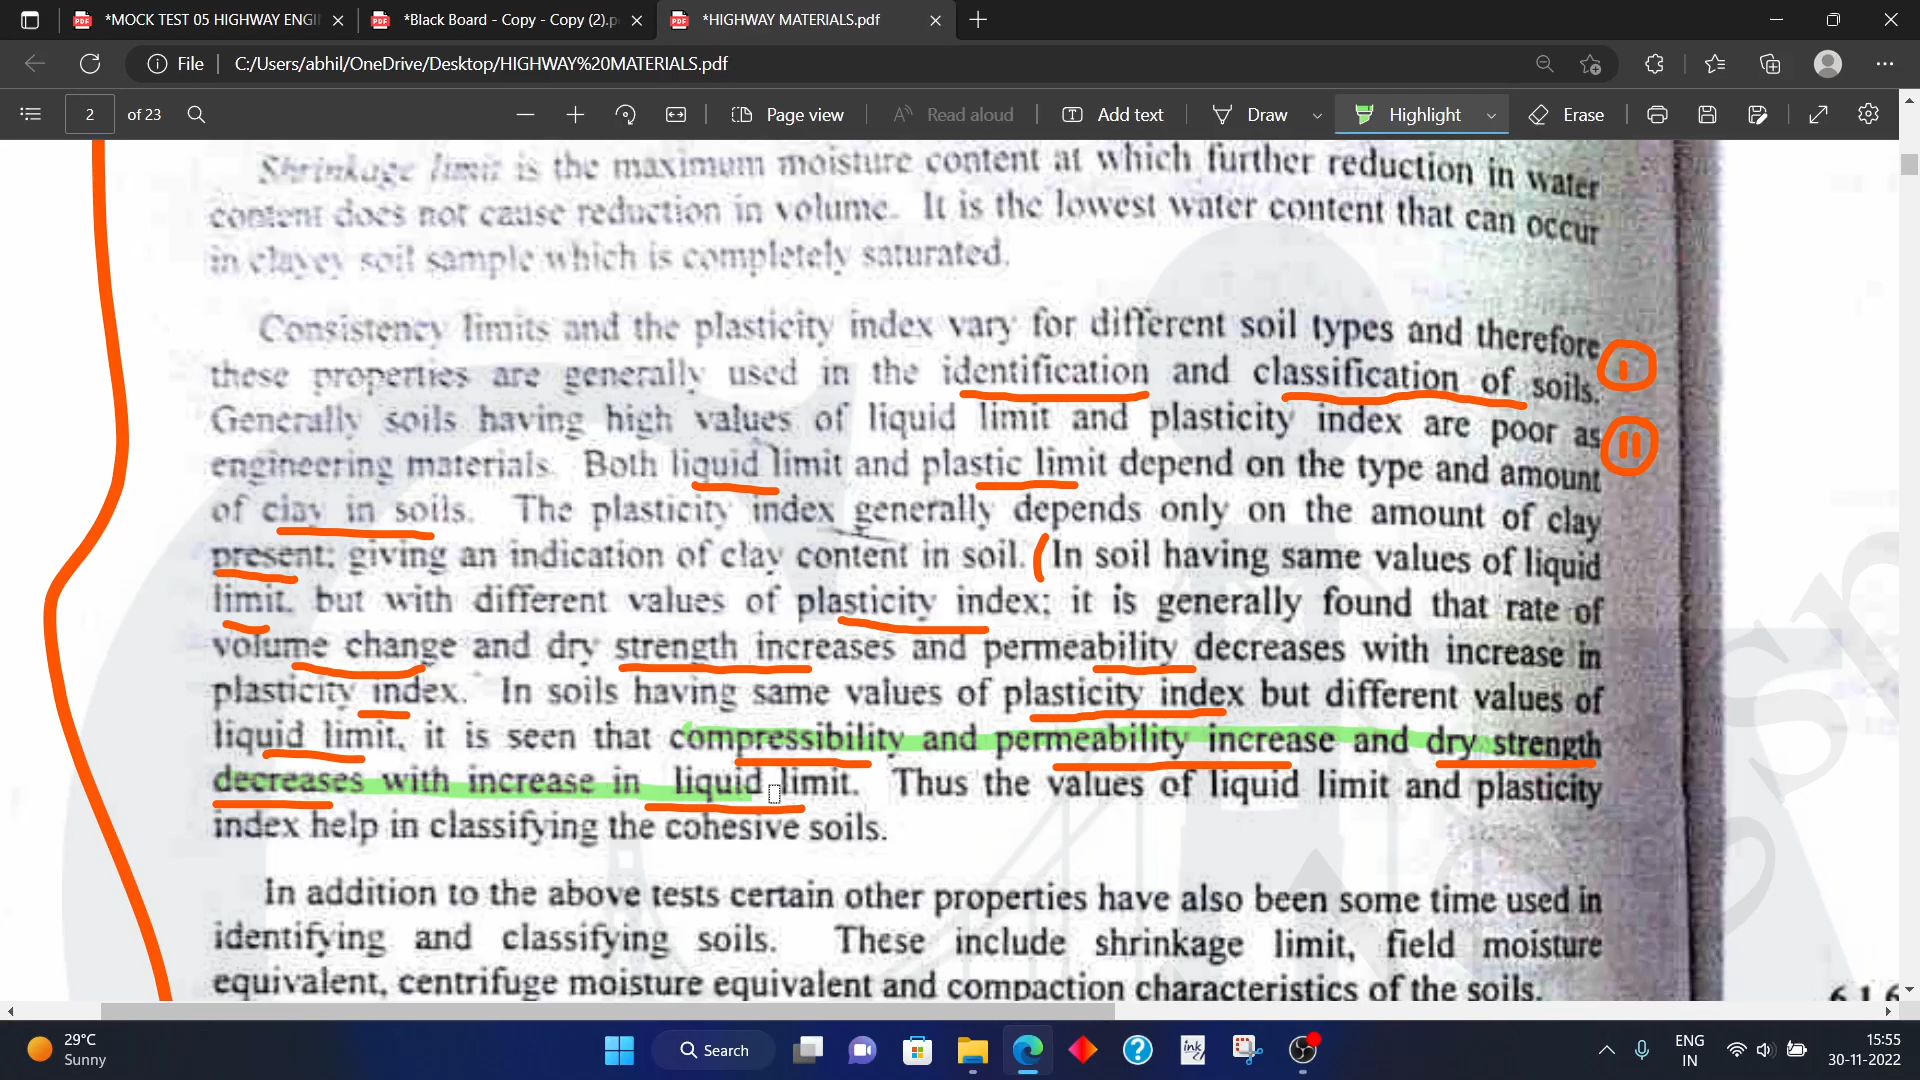 *MOCK TEST 05 HIGHWAY ENGI
*Black Board - Copy - Copy (2).p
*HIGHWAY MATERIALS.pdf
File C:/Users/abhil/OneDrive/Desktop/HIGHWAY%20MATERIALS.pdf
2 of 23 Page view Read aloud Add text Draw Highlight Erase
Shrinkage limit is the maximum moisture content at which further reduction in water
content does not cause reduction in volume. It is the lowest water content that can occur
in clayey soil sample which is completely saturated.
Consistency limits and the plasticity index vary for different soil types and therefore
these properties are generally used in the identification and classification of soils. I
Generally soils having high values of liquid limit and plasticity index are poor as II
engineering materials. Both liquid limit and plastic limit depend on the type and amount
of clay in soils. The plasticity index generally depends only on the amount of clay
present; giving an indication of clay content in soil. ( In soil having same values of liquid
limit, but with different values of plasticity index; it is generally found that rate of
volume change and dry strength increases and permeability decreases with increase in
plasticity index. In soils having same values of plasticity index but different values of
liquid limit, it is seen that compressibility and permeability increase and dry strength
decreases with increase in liquid limit. Thus the values of liquid limit and plasticity
index help in classifying the cohesive soils.
In addition to the above tests certain other properties have also been some time used in
identifying and classifying soils. These include shrinkage limit, field moisture
equivalent, centrifuge moisture equivalent and compaction characteristics of the soils.
29°C
Sunny
Search
ENG
IN
15:55
30-11-2022